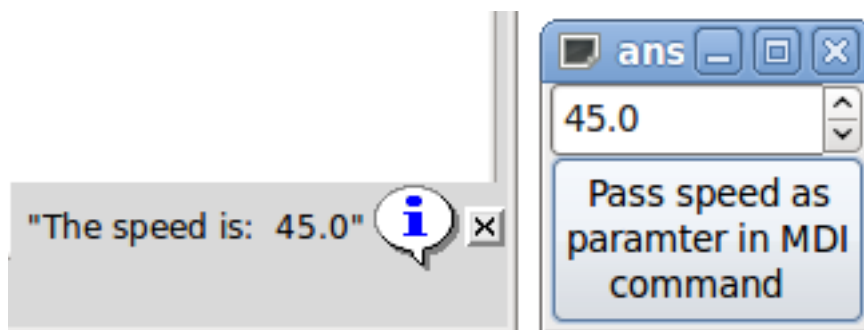 "The speed is:  45.0"
i
ans
45.0
Pass speed as
paramter in MDI
command